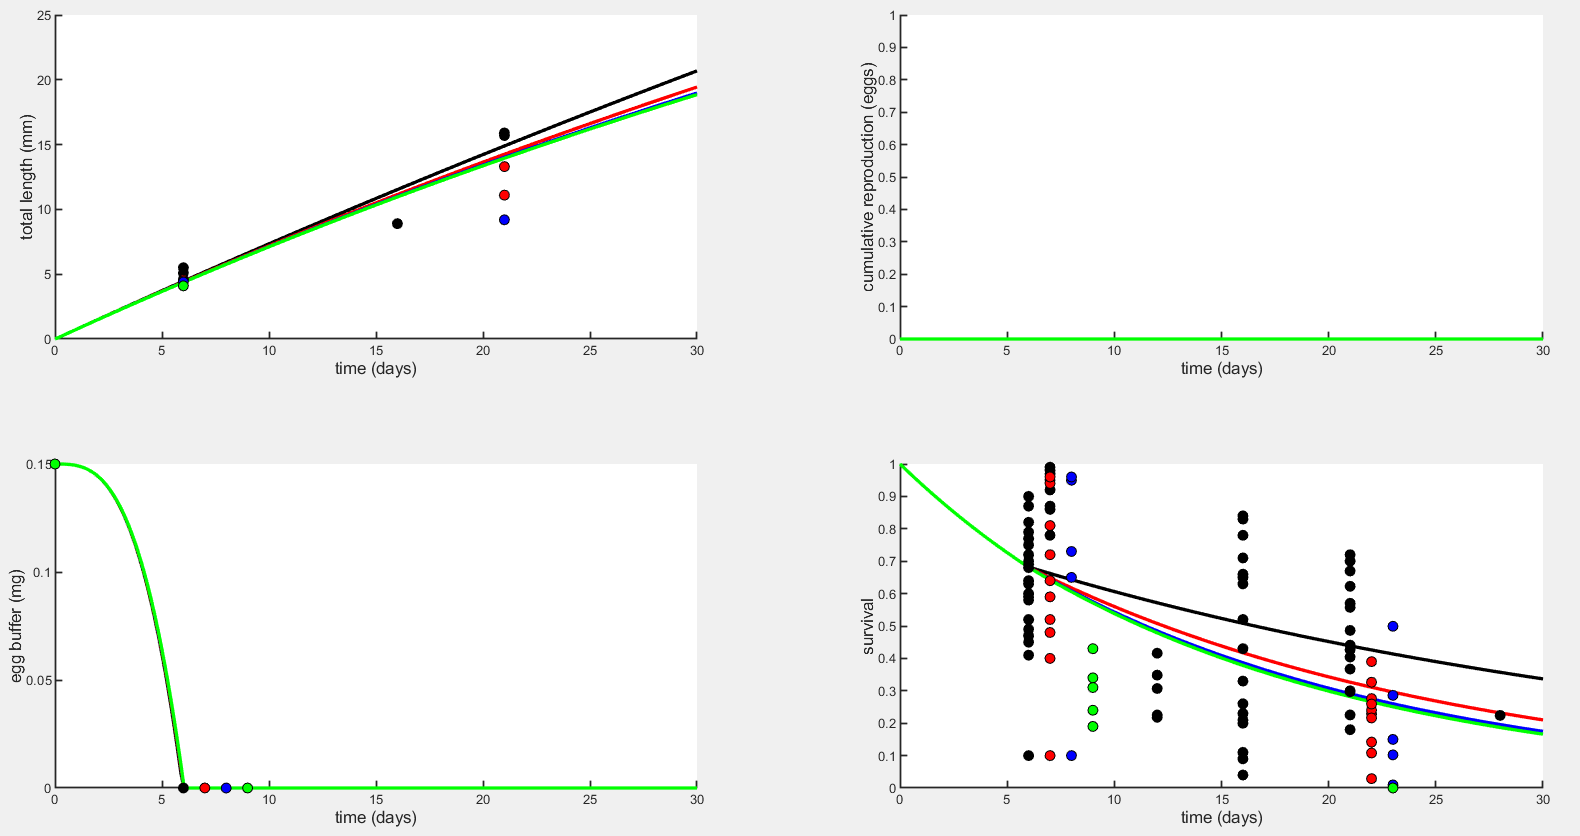 25
20
15
10
5
0
0 5 10 15 20 25 30
total length (mm)
time (days)
1
0.9
0.8
0.7
0.6
0.5
0.4
0.3
0.2
0.1
0
0 5 10 15 20 25 30
cumulative reproduction (eggs)
time (days)
0.15
0.1
0.05
0
0 5 10 15 20 25 30
egg buffer (mg)
time (days)
1
0.9
0.8
0.7
0.6
0.5
0.4
0.3
0.2
0.1
0
0 5 10 15 20 25 30
survival
time (days)